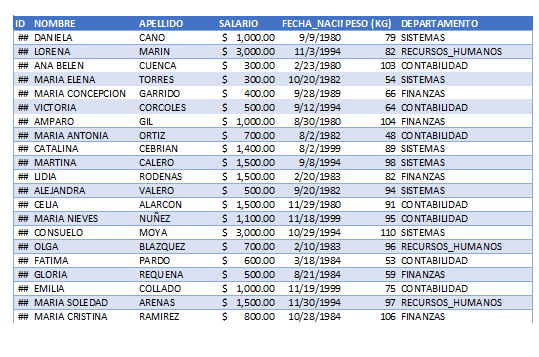 ID NOMBRE APELLIDO SALARIO FECHA_NACII PESO (KG) DEPARTAMENTO
## DANIELA CANO $ 1,000.00 9/9/1980 79 SISTEMAS
## LORENA MARIN $ 3,000.00 11/3/1994 82 RECURSOS_HUMANOS
## ANA BELEN CUENCA $ 300.00 2/23/1980 103 CONTABILIDAD
## MARIA ELENA TORRES $ 300.00 10/20/1982 54 SISTEMAS
## MARIA CONCEPCION GARRIDO $ 400.00 9/28/1989 66 FINANZAS
## VICTORIA CORCOLES $ 500.00 9/12/1994 64 CONTABILIDAD
## AMPARO GIL $ 1,000.00 8/30/1980 104 FINANZAS
## MARIA ANTONIA ORTIZ $ 700.00 8/2/1982 48 CONTABILIDAD
## CATALINA CEBRIAN $ 1,400.00 8/2/1999 89 SISTEMAS
## MARTINA CALERO $ 1,500.00 9/8/1994 98 SISTEMAS
## LIDIA RODENAS $ 1,500.00 2/20/1983 82 FINANZAS
## ALEJANDRA VALERO $ 500.00 9/20/1982 94 SISTEMAS
## CELIA ALARCON $ 1,500.00 11/29/1980 91 CONTABILIDAD
## MARIA NIEVES NUÑEZ $ 1,100.00 11/18/1999 95 CONTABILIDAD
## CONSUELO MOYA $ 3,000.00 10/29/1994 110 SISTEMAS
## OLGA BLAZQUEZ $ 700.00 2/10/1983 96 RECURSOS_HUMANOS
## FATIMA PARDO $ 600.00 3/18/1984 53 CONTABILIDAD
## GLORIA REQUENA $ 500.00 8/21/1984 59 FINANZAS
## EMILIA COLLADO $ 1,000.00 11/19/1999 75 CONTABILIDAD
## MARIA SOLEDAD ARENAS $ 1,500.00 11/30/1994 97 RECURSOS_HUMANOS
## MARIA CRISTINA RAMIREZ $ 800.00 10/28/1984 106 FINANZAS